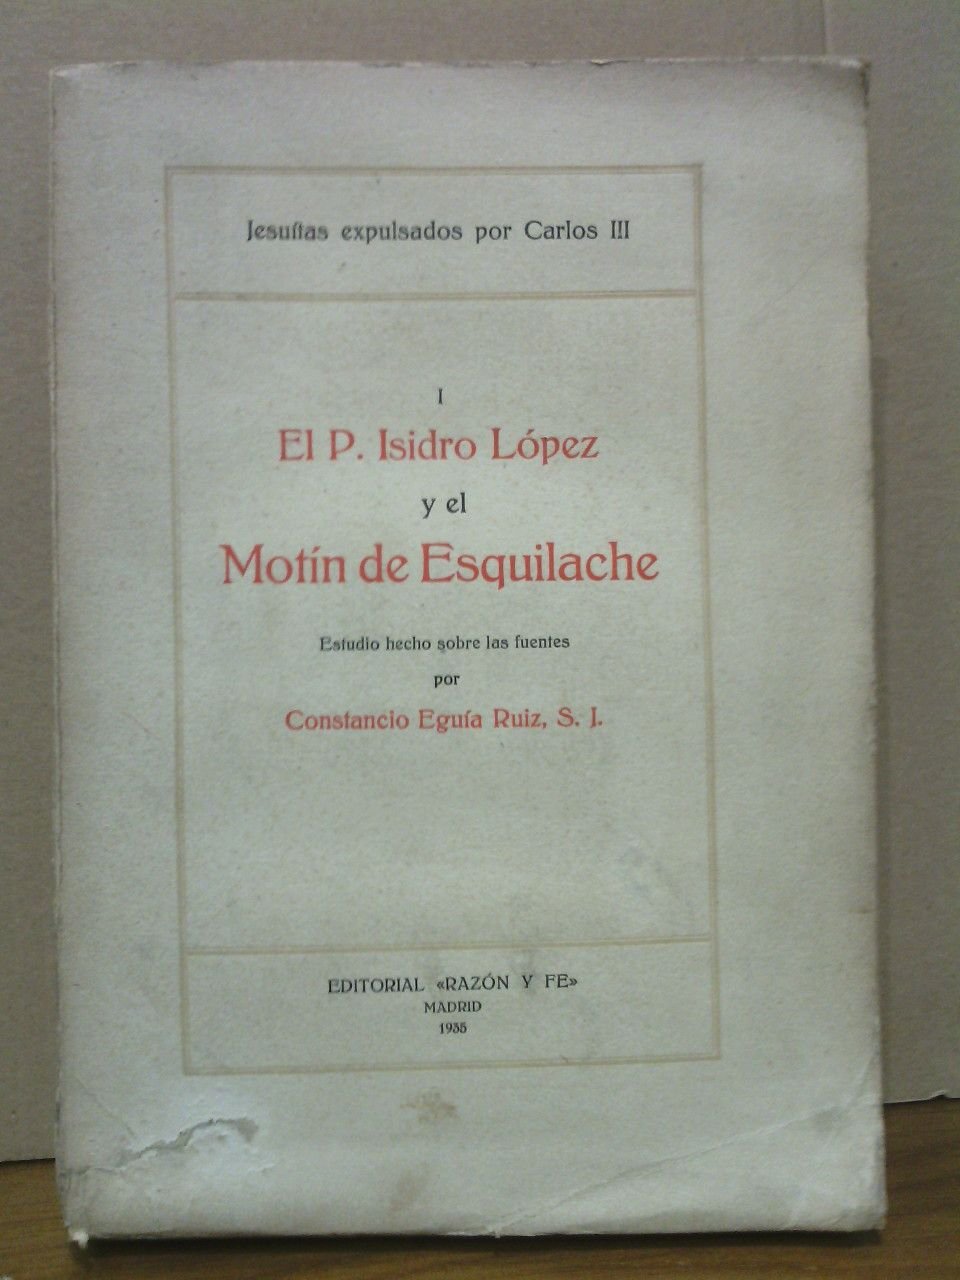 Jesuítas expulsados por Carlos III
I
El P. Isidro López
y el
Motín de Esquilache
Estudio hecho sobre las fuentes
por
Constancio Eguía Ruiz, S. J.
EDITORIAL «RAZÓN Y FE»
MADRID
1935